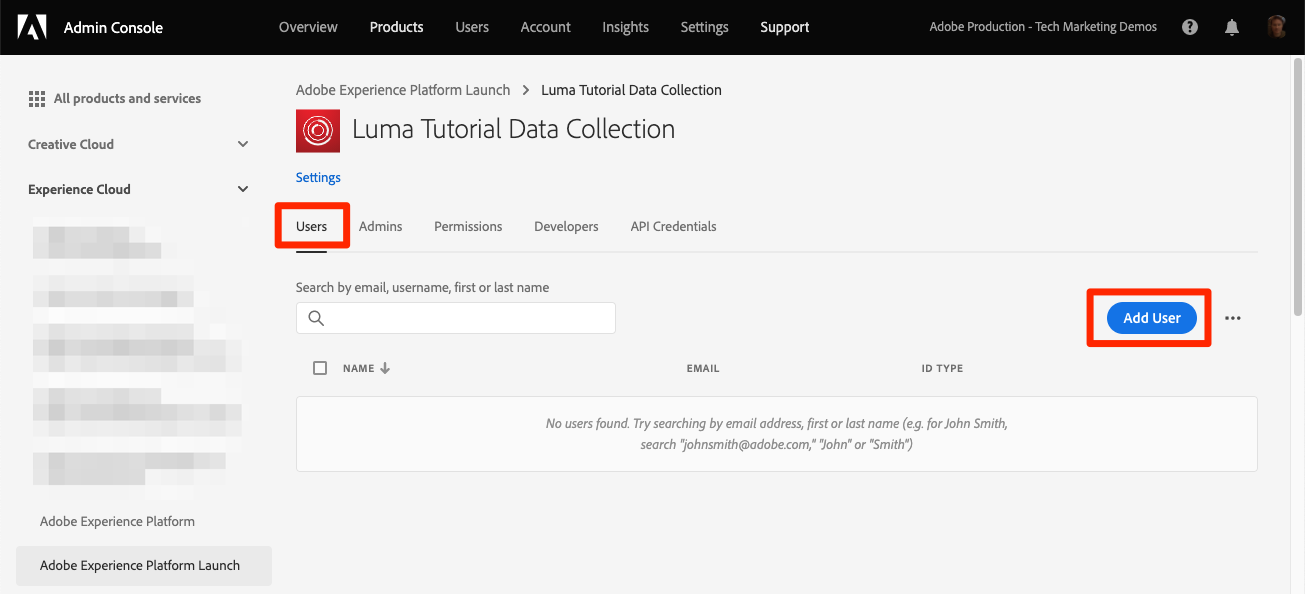 Admin Console
Overview Products Users Account Insights Settings Support
Adobe Production - Tech Marketing Demos
All products and services
Creative Cloud
Experience Cloud
Adobe Experience Platform
Adobe Experience Platform Launch
Adobe Experience Platform Launch > Luma Tutorial Data Collection
Luma Tutorial Data Collection
Settings
Users Admins Permissions Developers API Credentials
Search by email, username, first or last name
Add User
NAME EMAIL ID TYPE
No users found. Try searching by email address, first or last name (e.g. for John Smith,
search "johnsmith@adobe.com," "John" or "Smith")